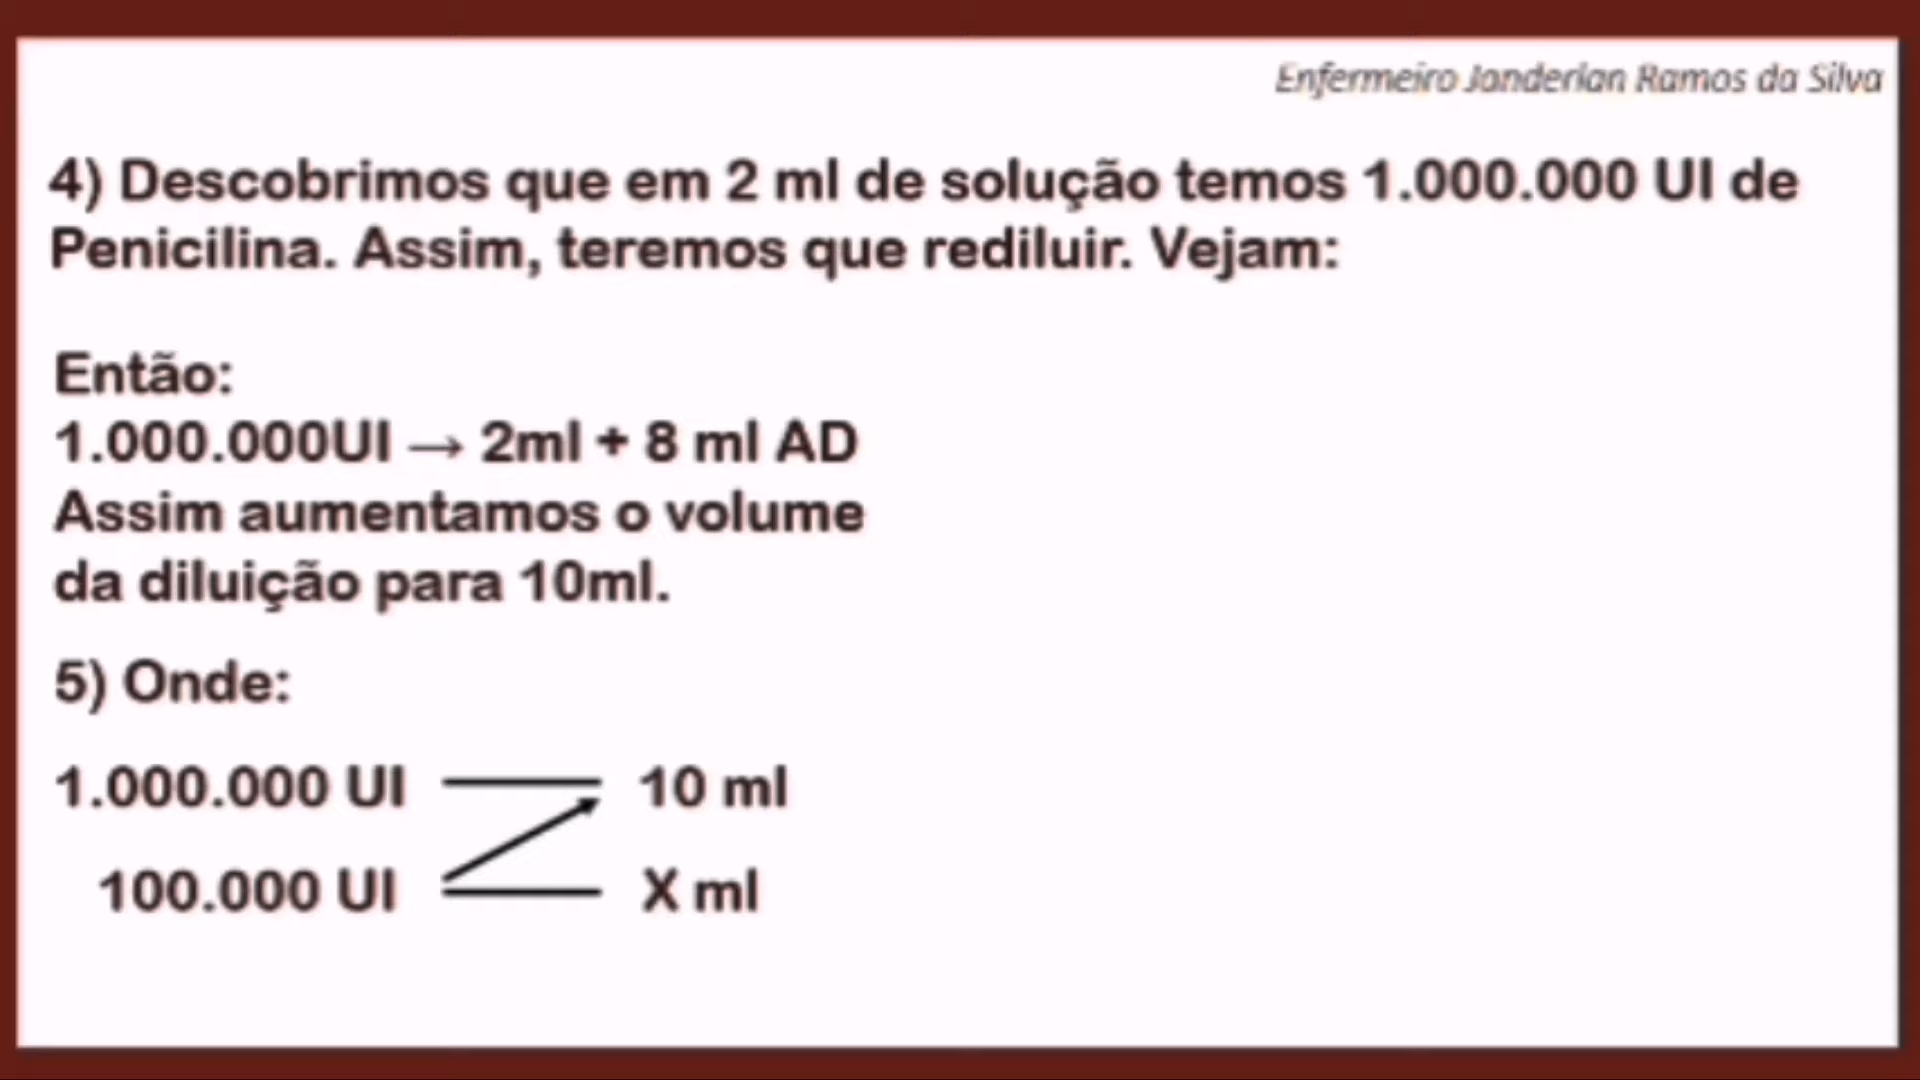 Enfermeiro Janderian Ramos da Silva
4) Descobrimos que em 2 ml de solução temos 1.000.000 UI de
Penicilina. Assim, teremos que rediluir. Vejam:
Então:
1.000.000UI → 2ml + 8 ml AD
Assim aumentamos o volume
da diluição para 10ml.
5) Onde:
1.000.000 UI 10 ml
100.000 UI X ml